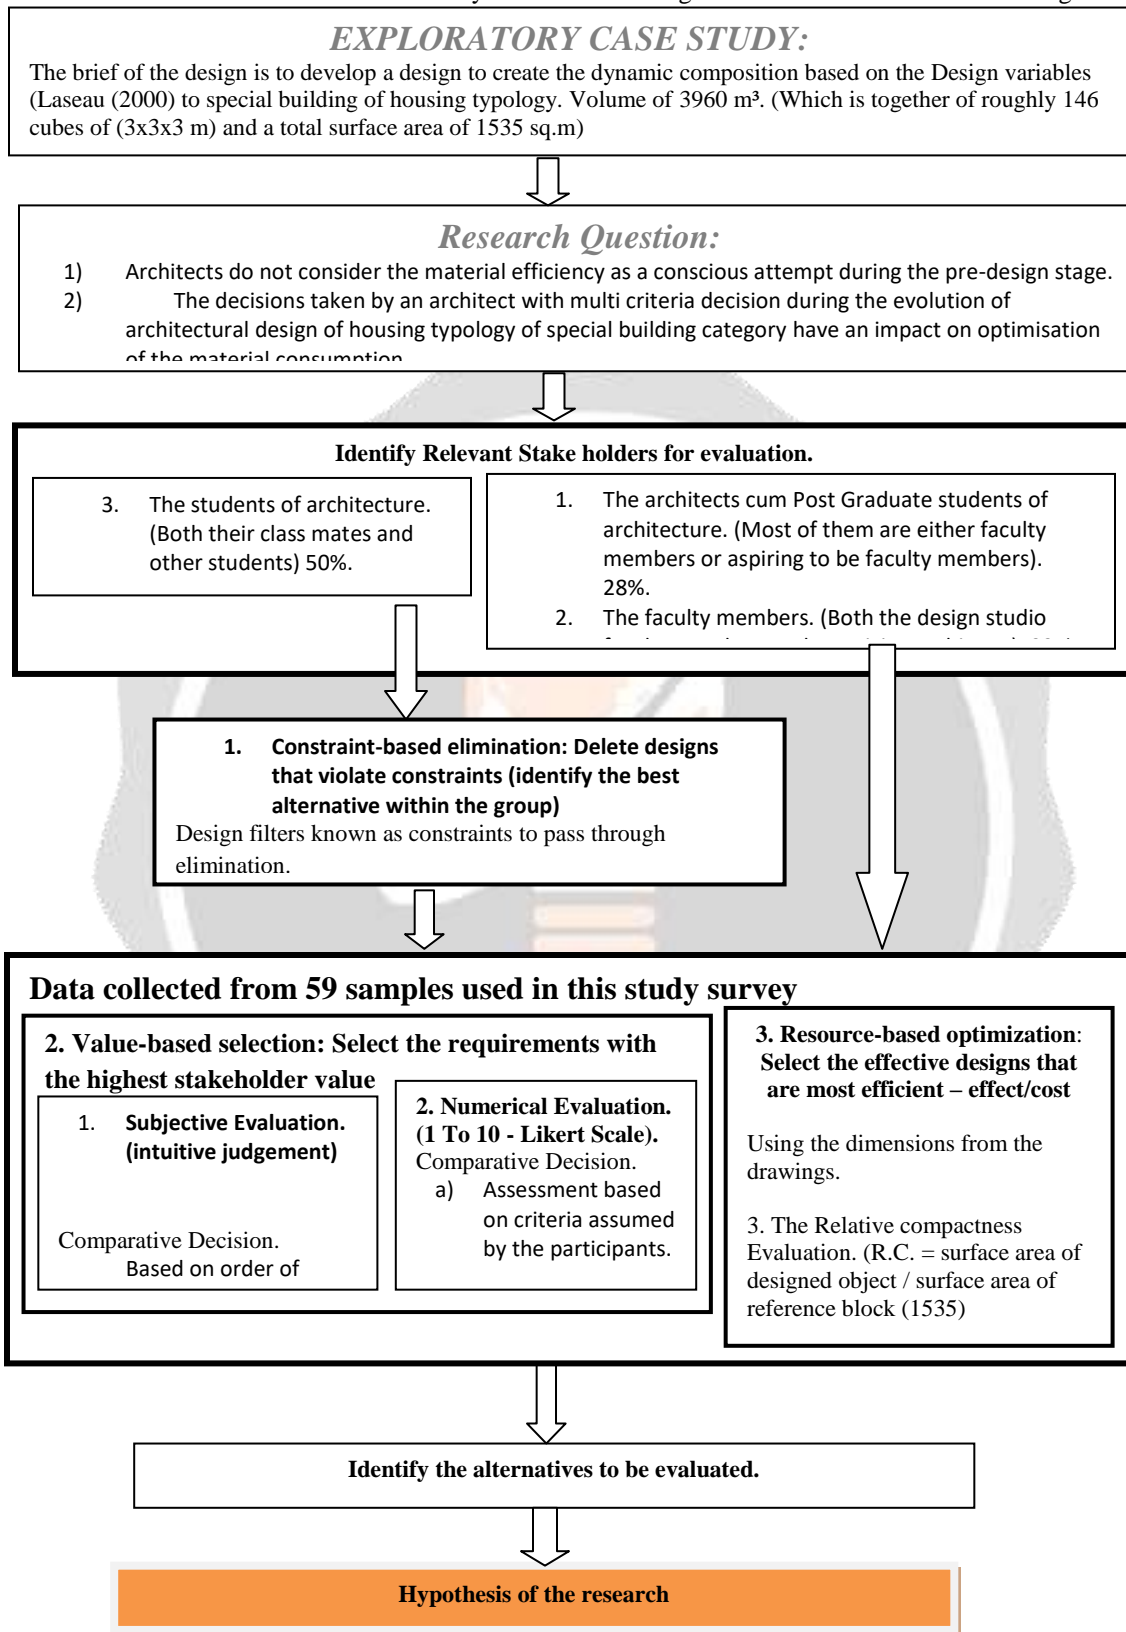 EXPLORATORY CASE STUDY:
The brief of the design is to develop a design to create the dynamic composition based on the Design variables
(Laseau (2000) to special building of housing typology. Volume of 3960 m³. (Which is together of roughly 146
cubes of (3x3x3 m) and a total surface area of 1535 sq.m)
Research Question:
1) Architects do not consider the material efficiency as a conscious attempt during the pre-design stage.
2) The decisions taken by an architect with multi criteria decision during the evolution of
architectural design of housing typology of special building category have an impact on optimisation
of the material consumption
Identify Relevant Stake holders for evaluation.
3. The students of architecture.
(Both their class mates and
other students) 50%.
1. The architects cum Post Graduate students of
architecture. (Most of them are either faculty
members or aspiring to be faculty members).
28%.
2. The faculty members. (Both the design studio
1. Constraint-based elimination: Delete designs
that violate constraints (identify the best
alternative within the group)
Design filters known as constraints to pass through
elimination.
Data collected from 59 samples used in this study survey
2. Value-based selection: Select the requirements with
the highest stakeholder value
1. Subjective Evaluation.
(intuitive judgement)
Comparative Decision.
Based on order of
2. Numerical Evaluation.
(1 To 10 - Likert Scale).
Comparative Decision.
a) Assessment based
on criteria assumed
by the participants.
3. Resource-based optimization:
Select the effective designs that
are most efficient – effect/cost
Using the dimensions from the
drawings.
3. The Relative compactness
Evaluation. (R.C. = surface area of
designed object / surface area of
reference block (1535)
Identify the alternatives to be evaluated.
Hypothesis of the research